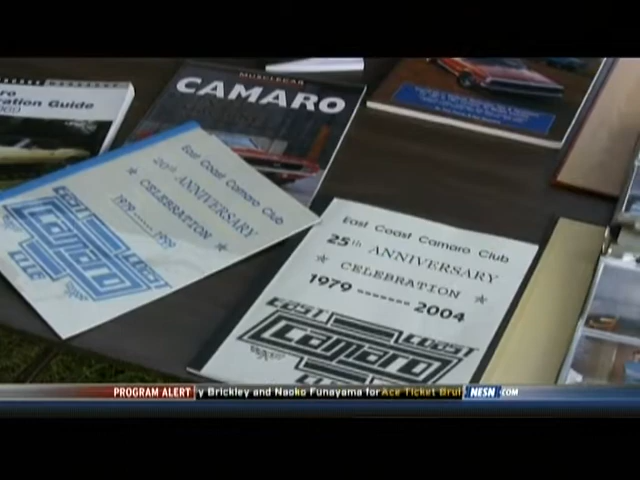 MUSCLECAR
CAMARO
ration Guide
East Coast Camaro Club
20th ANNIVERSARY
CELEBRATION
1979 ------- 1999
EAST COAST
Camaro
CLUB
East Coast Camaro Club
25th ANNIVERSARY
CELEBRATION
1979 ------- 2004
EAST COAST
Camaro
PROGRAM ALERT
y Brickley and Naoko Funayama for Ace Ticket Brui
NESN.COM